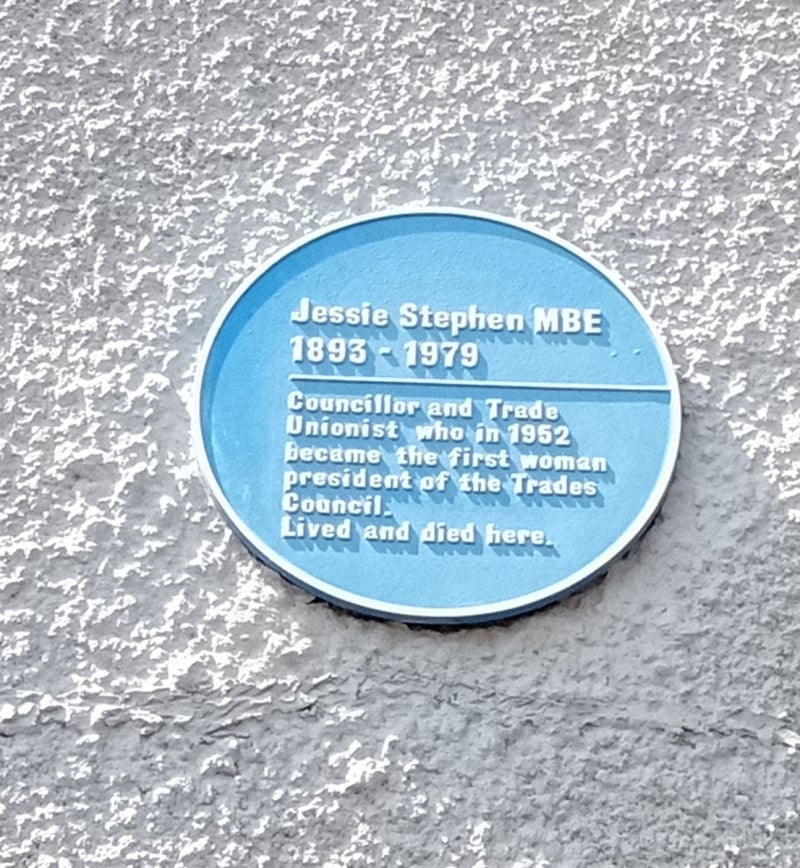 Jessie Stephen MBE
1893 - 1979
Councillor and Trade
Unionist who in 1952
became the first woman
president of the Trades
Council.
Lived and died here.